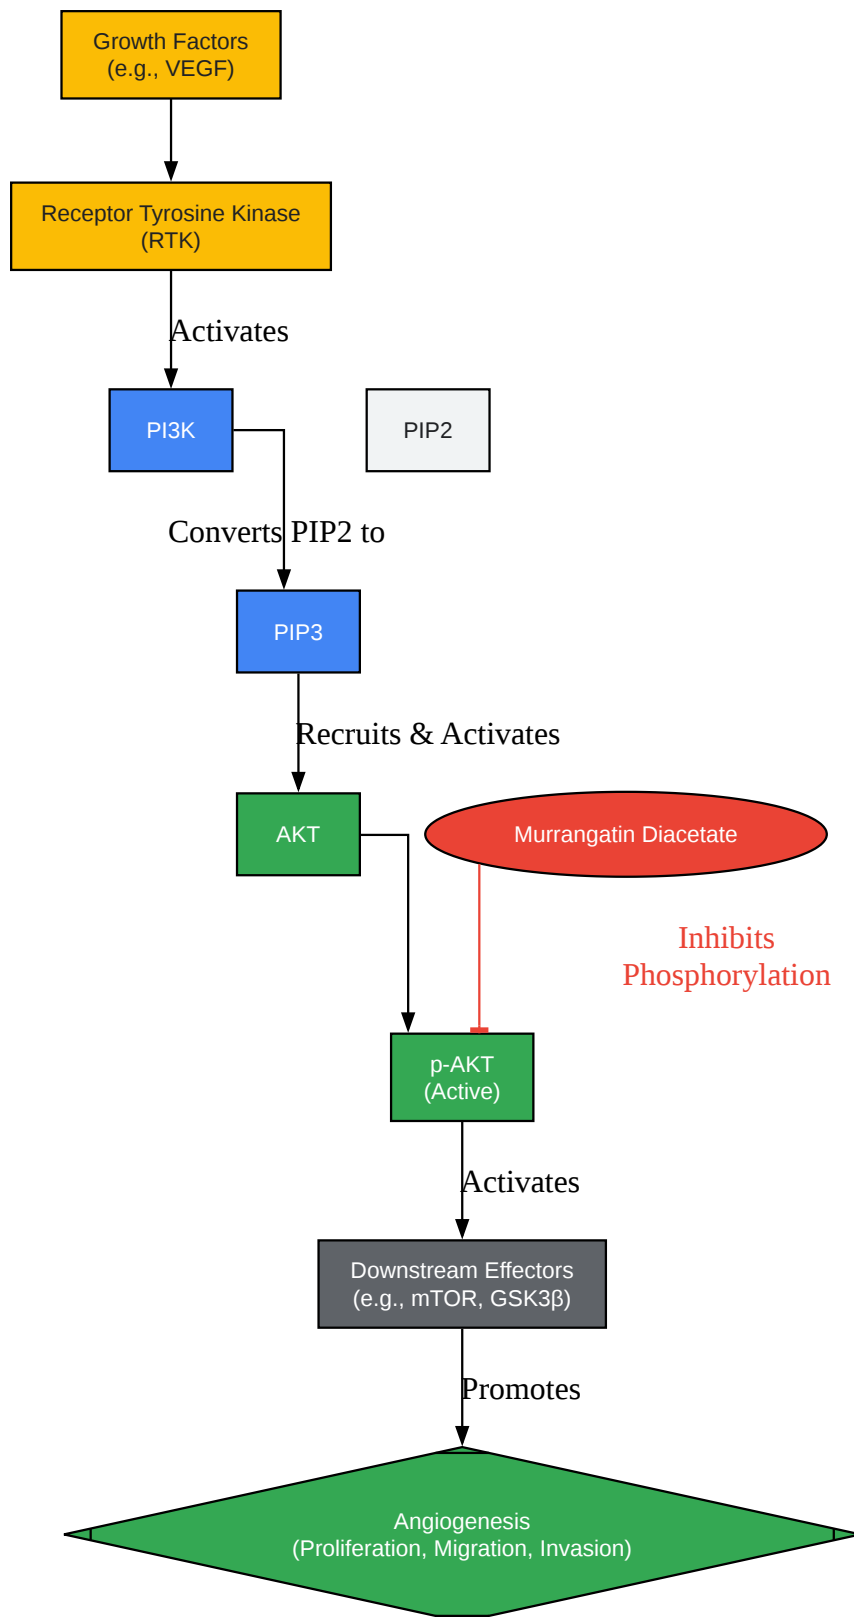 Growth Factors
(e.g., VEGF)
Receptor Tyrosine Kinase
(RTK)
Activates
PI3K
PIP2
Converts PIP2 to
PIP3
Recruits & Activates
AKT
Murrangatin Diacetate
Inhibits
Phosphorylation
p-AKT
(Active)
Activates
Downstream Effectors
(e.g., mTOR, GSK3β)
Promotes
Angiogenesis
(Proliferation, Migration, Invasion)